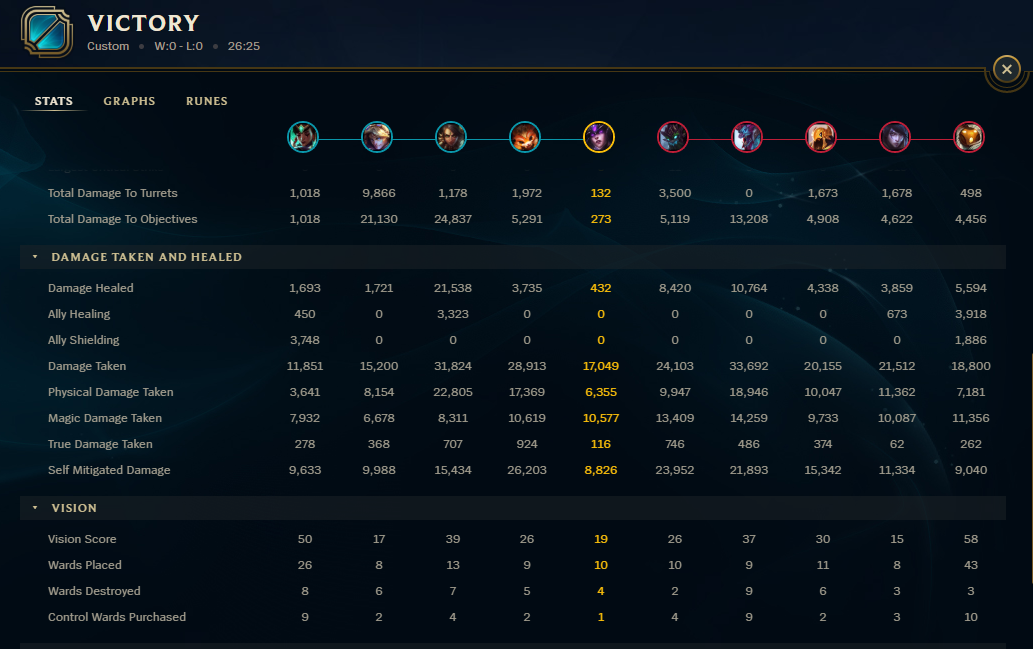 VICTORY
Custom • W:0 - L:0 • 26:25
STATS GRAPHS RUNES
Total Damage To Turrets 1,018 9,866 1,178 1,972 132 3,500 0 1,673 1,678 498
Total Damage To Objectives 1,018 21,130 24,837 5,291 273 5,119 13,208 4,908 4,622 4,456
DAMAGE TAKEN AND HEALED
Damage Healed 1,693 1,721 21,538 3,735 432 8,420 10,764 4,338 3,859 5,594
Ally Healing 450 0 3,323 0 0 0 0 0 673 3,918
Ally Shielding 3,748 0 0 0 0 0 0 0 0 1,886
Damage Taken 11,851 15,200 31,824 28,913 17,049 24,103 33,692 20,155 21,512 18,800
Physical Damage Taken 3,641 8,154 22,805 17,369 6,355 9,947 18,946 10,047 11,362 7,181
Magic Damage Taken 7,932 6,678 8,311 10,619 10,577 13,409 14,259 9,733 10,087 11,356
True Damage Taken 278 368 707 924 116 746 486 374 62 262
Self Mitigated Damage 9,633 9,988 15,434 26,203 8,826 23,952 21,893 15,342 11,334 9,040
VISION
Vision Score 50 17 39 26 19 26 37 30 15 58
Wards Placed 26 8 13 9 10 10 9 11 8 43
Wards Destroyed 8 6 7 5 4 2 9 6 3 3
Control Wards Purchased 9 2 4 2 1 4 9 2 3 10